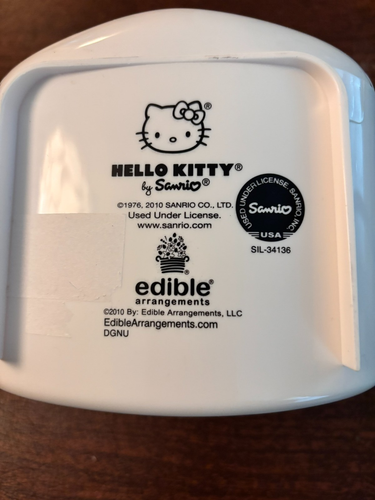 HELLO KITTY®
by Sanrio®
©1976, 2010 SANRIO CO., LTD.
Used Under License.
www.sanrio.com
USED UNDER LICENSE. SANRIO, INC.
Sanrio
USA
SIL-34136
edible®
arrangements
©2010 By: Edible Arrangements, LLC
EdibleArrangements.com
DGNU